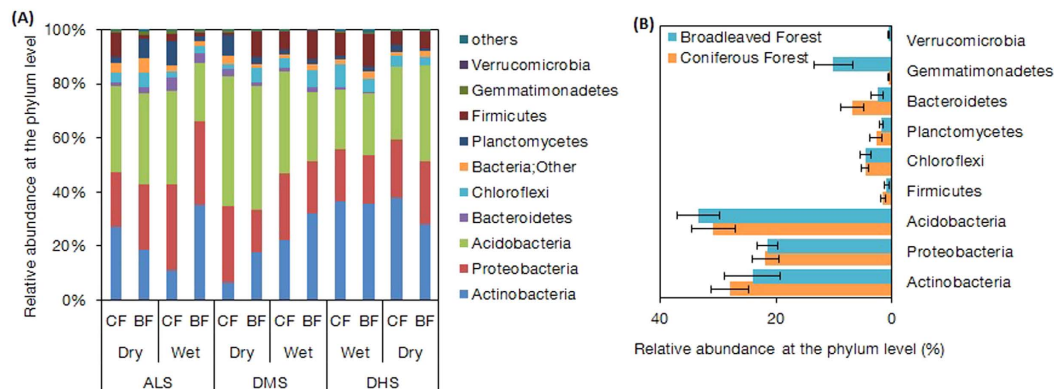 (A)
Relative abundance at the phylum level
100%
80%
60%
40%
20%
0%
CF BF CF BF CF BF CF BF CF BF CF BF
Dry Wet Dry Wet Wet Dry
ALS DMS DHS
others
Verrucomicrobia
Gemmatimonadetes
Firmicutes
Planctomycetes
Bacteria;Other
Chloroflexi
Bacteroidetes
Acidobacteria
Proteobacteria
Actinobacteria
(B)
Broadleaved Forest
Coniferous Forest
Verrucomicrobia
Gemmatimonadetes
Bacteroidetes
Planctomycetes
Chloroflexi
Firmicutes
Acidobacteria
Proteobacteria
Actinobacteria
40 20 0
Relative abundance at the phylum level (%)